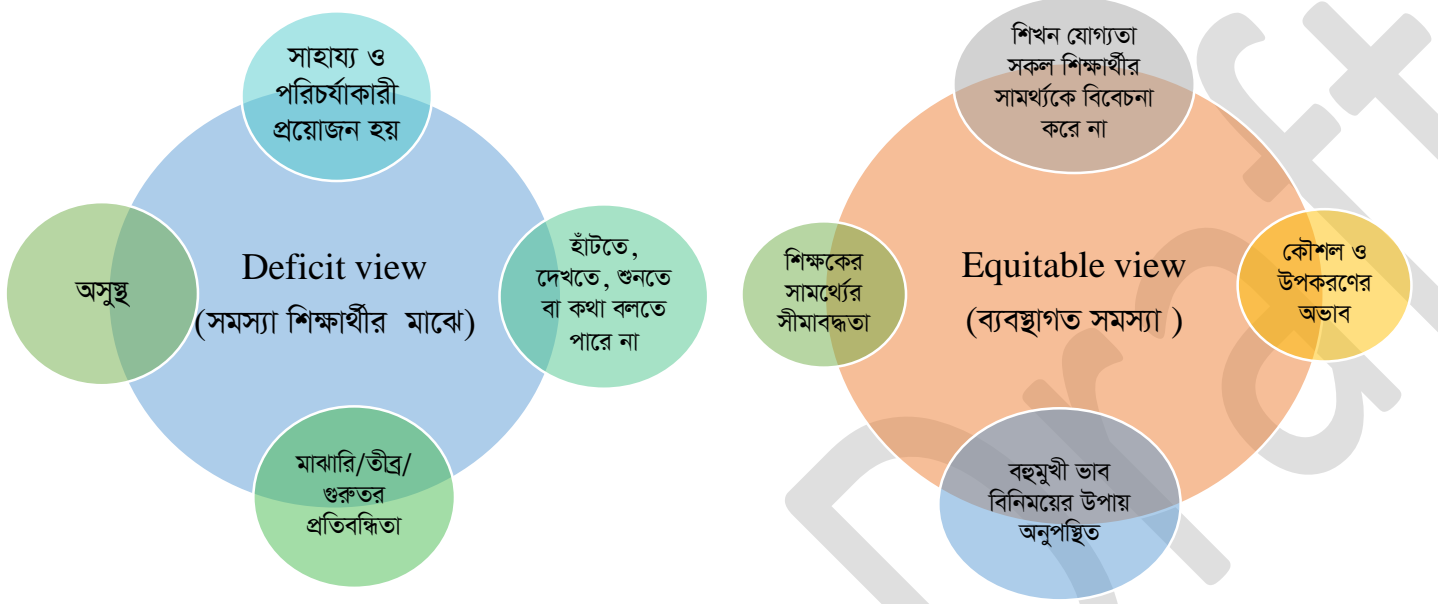 সাহায্য ও
পরিচর্যাকারী
প্রয়োজন হয়
অসুস্থ
Deficit view
(সমস্যা শিক্ষার্থীর মাঝে)
হাঁটতে,
দেখতে, শুনতে
বা কথা বলতে
পারে না
মাঝারি/তীব্র/
গুরুতর
প্রতিবন্ধিতা
শিখন যোগ্যতা
সকল শিক্ষার্থীর
সামর্থ্যকে বিবেচনা
করে না
শিক্ষকের
সামর্থ্যের
সীমাবদ্ধতা
Equitable view
(ব্যবস্থাগত সমস্যা )
কৌশল ও
উপকরণের
অভাব
বহুমুখী ভাব
বিনিময়ের উপায়
অনুপস্থিত
Draft